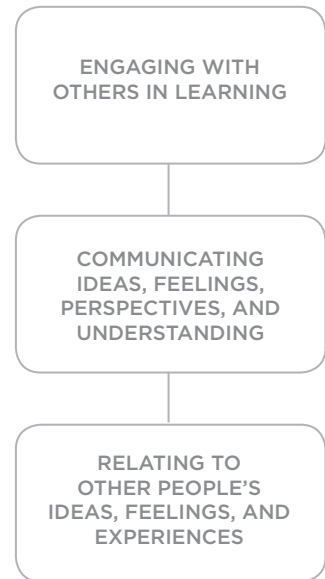 ENGAGING WITH
OTHERS IN LEARNING
COMMUNICATING
IDEAS, FEELINGS,
PERSPECTIVES, AND
UNDERSTANDING
RELATING TO
OTHER PEOPLE'S
IDEAS, FEELINGS, AND
EXPERIENCES